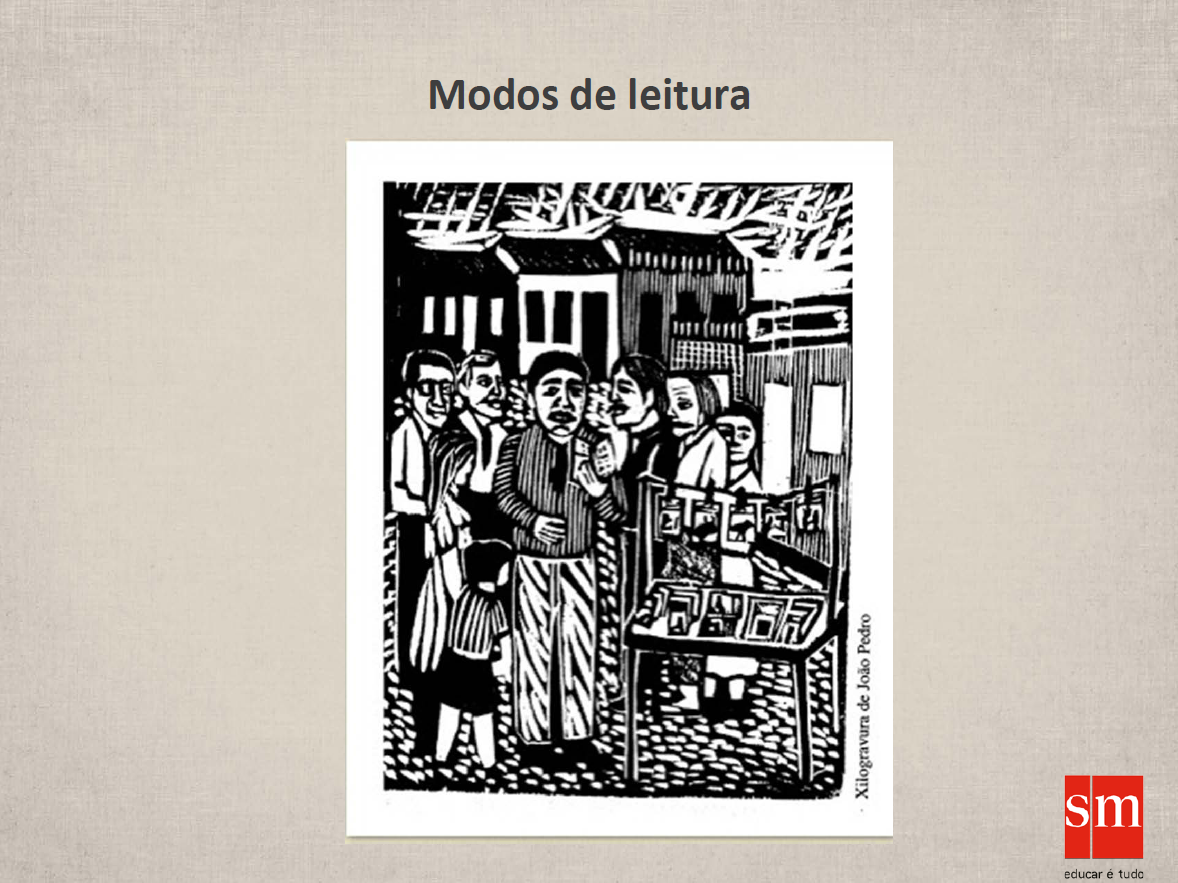 Modos de leitura
Xilogravura de João Pedro
sm
educar é tudo